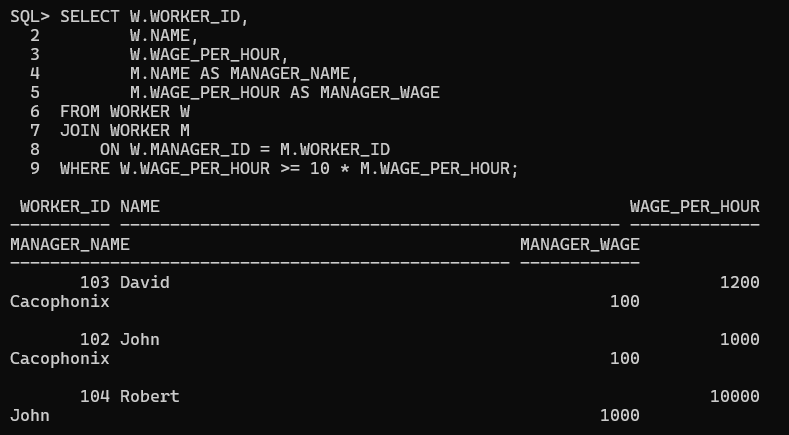 SQL> SELECT W.WORKER_ID,
  2         W.NAME,
  3         W.WAGE_PER_HOUR,
  4         M.NAME AS MANAGER_NAME,
  5         M.WAGE_PER_HOUR AS MANAGER_WAGE
  6  FROM WORKER W
  7  JOIN WORKER M
  8      ON W.MANAGER_ID = M.WORKER_ID
  9  WHERE W.WAGE_PER_HOUR >= 10 * M.WAGE_PER_HOUR;

 WORKER_ID NAME                                               WAGE_PER_HOUR
---------- -------------------------------------------------- -------------
MANAGER_NAME                                       MANAGER_WAGE
-------------------------------------------------- ------------
       103 David                                                       1200
Cacophonix                                                  100

       102 John                                                        1000
Cacophonix                                                  100

       104 Robert                                                     10000
John                                                       1000